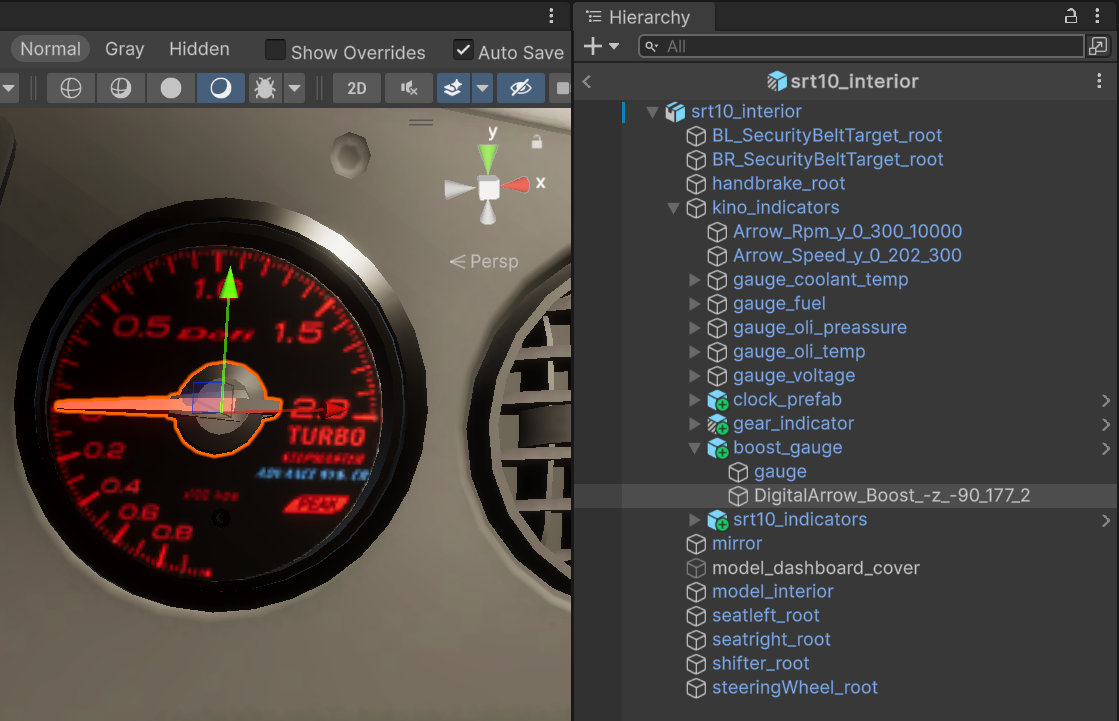 Hierarchy
Normal Gray Hidden Show Overrides Auto Save
All
2D
srt10_interior
srt10_interior
BL_SecurityBeltTarget_root
BR_SecurityBeltTarget_root
handbrake_root
kino_indicators
Arrow_Rpm_y_0_300_10000
Arrow_Speed_y_0_202_300
gauge_coolant_temp
gauge_fuel
gauge_oli_preassure
gauge_oli_temp
gauge_voltage
clock_prefab
gear_indicator
boost_gauge
gauge
DigitalArrow_Boost_-z_-90_177_2
srt10_indicators
mirror
model_dashboard_cover
model_interior
seatleft_root
seatright_root
shifter_root
steeringWheel_root
y
x
Persp
1.0
0.5 Defi 1.5
2.0
0
TURBO
0.2
STEPMASTER
0.4
PEAK
0.6
0.8